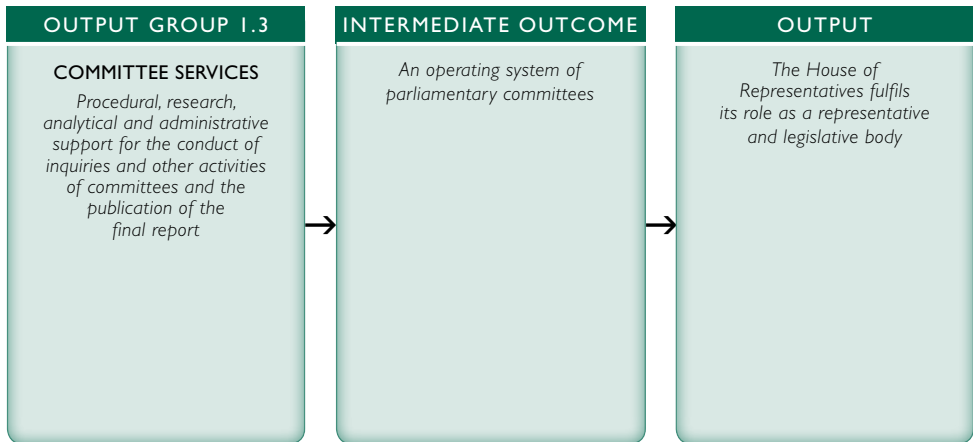 OUTPUT GROUP 1.3
COMMITTEE SERVICES
Procedural, research,
analytical and administrative
support for the conduct of
inquiries and other activities
of committees and the
publication of the
final report
INTERMEDIATE OUTCOME
An operating system of
parliamentary committees
OUTPUT
The House of
Representatives fulfils
its role as a representative
and legislative body